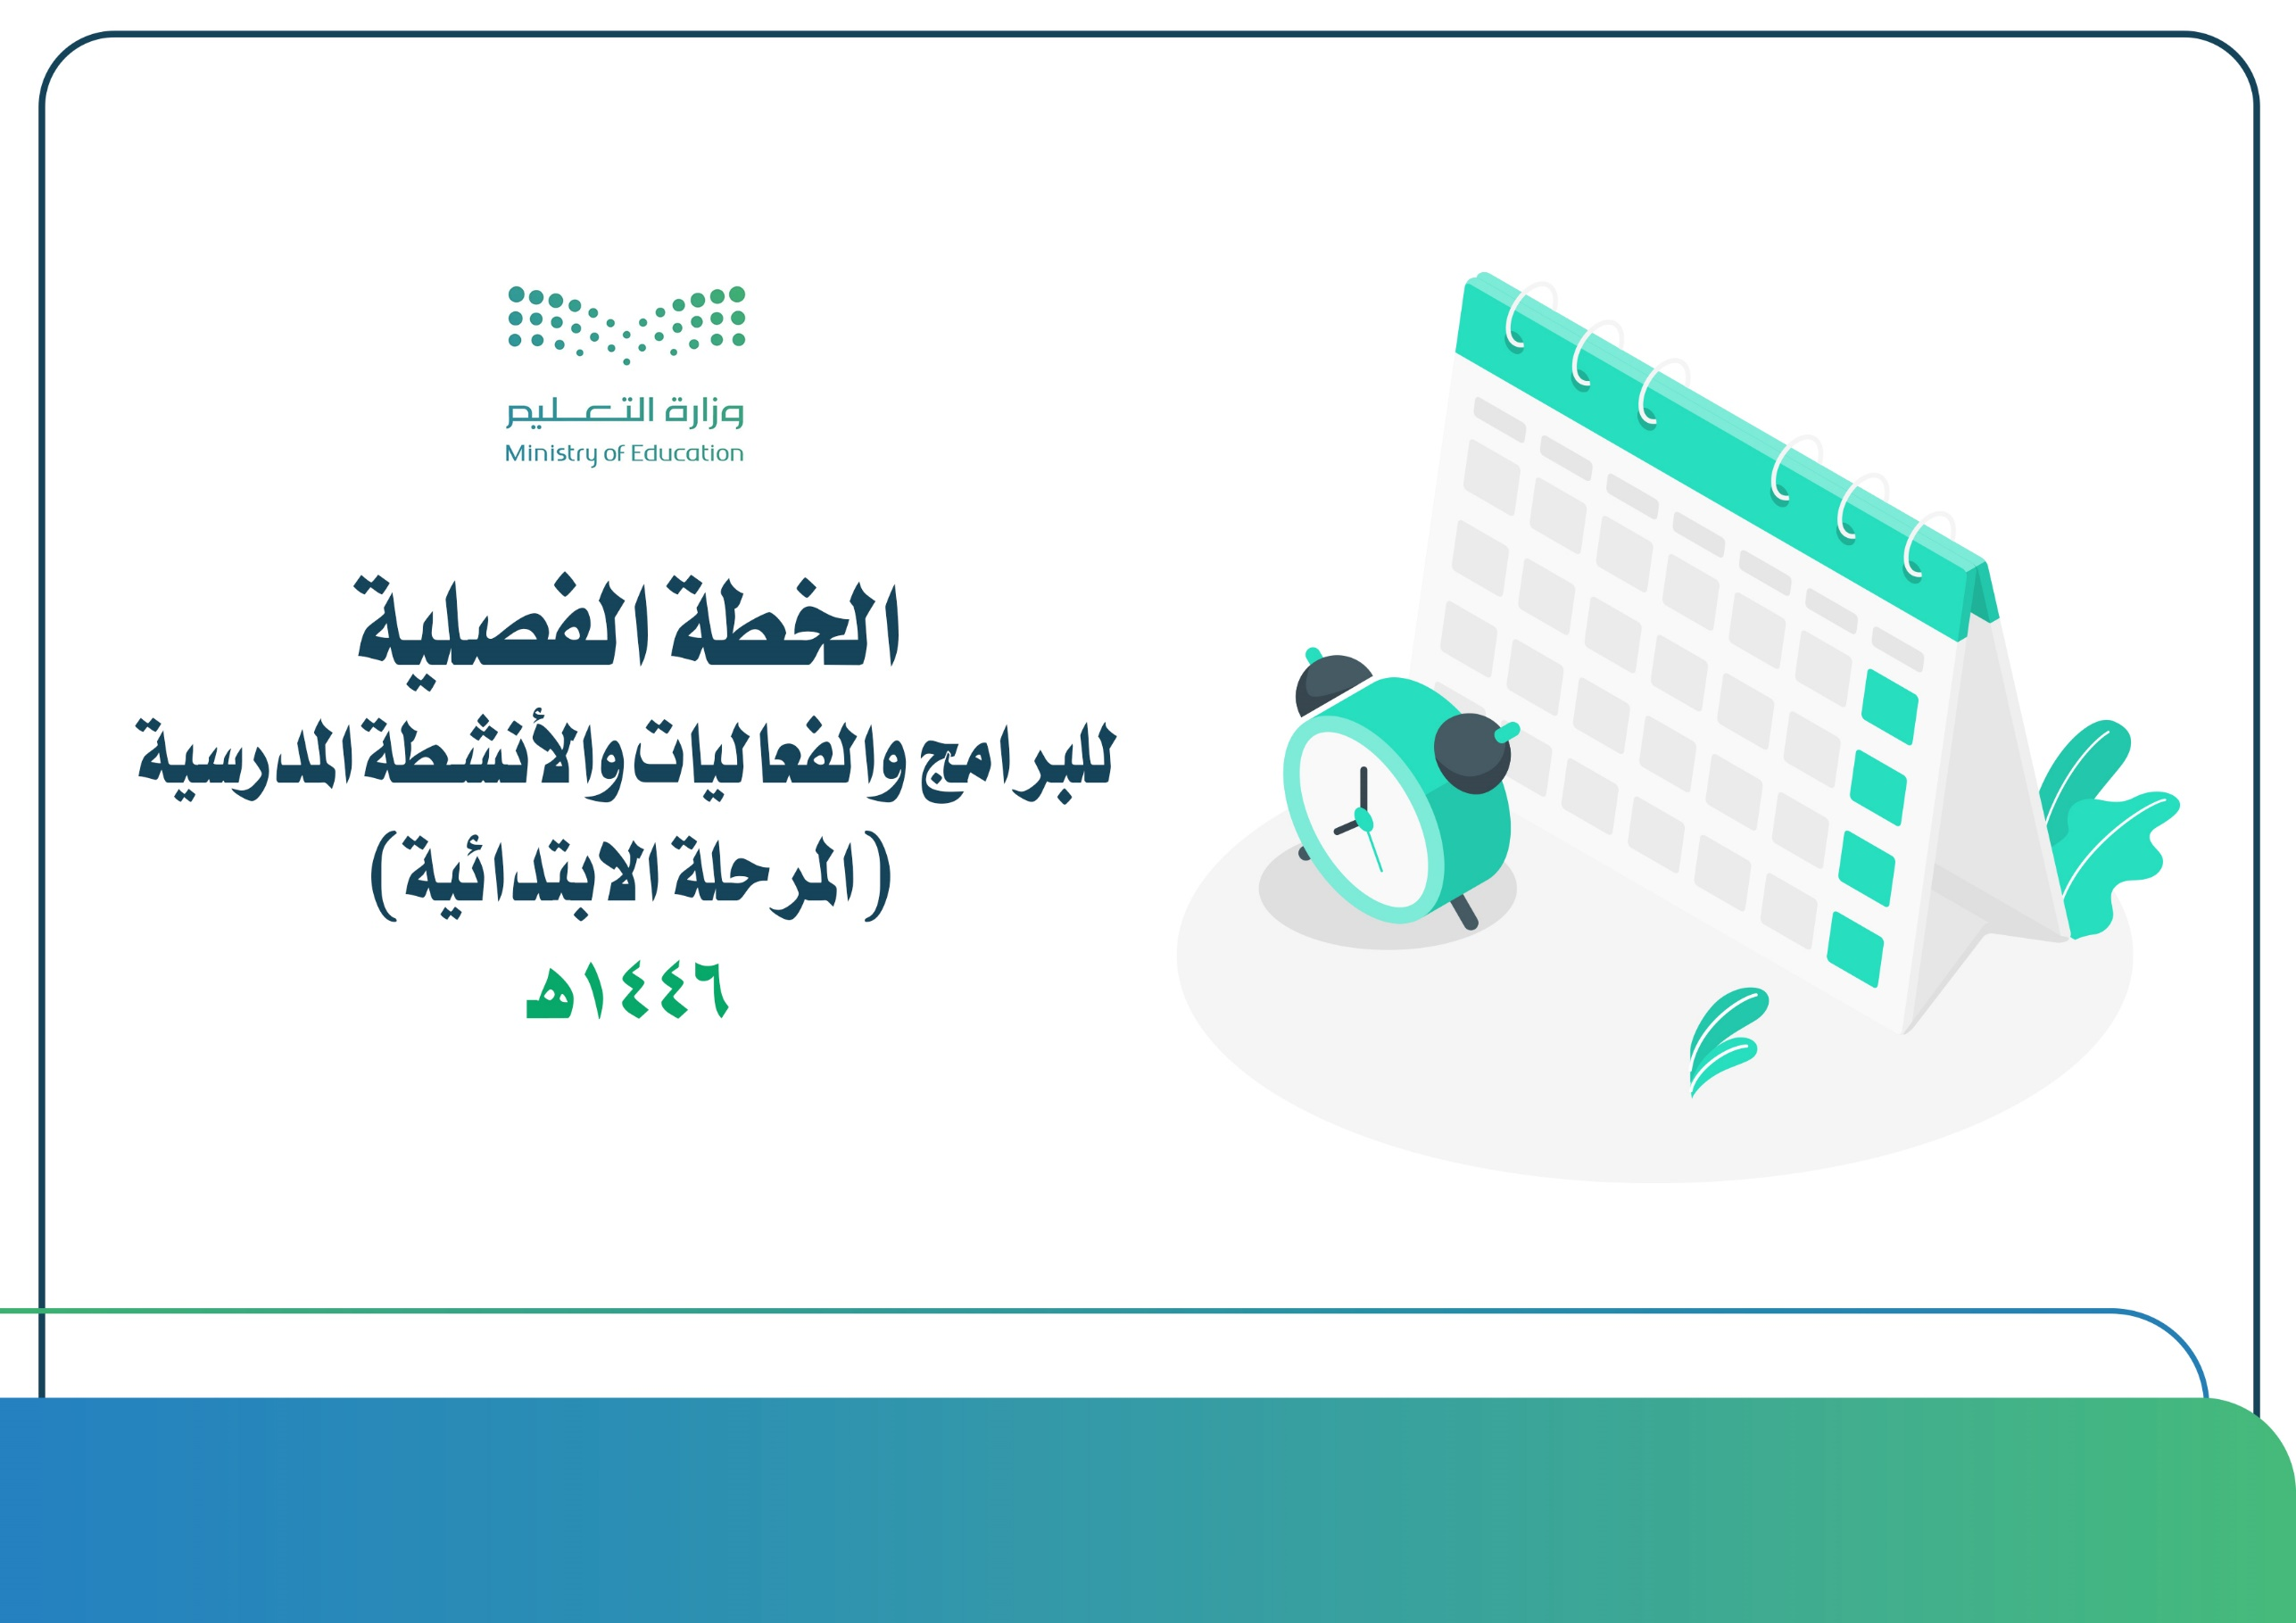 وزارة التعليم
Ministry of Education
الخطة الفصلية
للبرامج والفعاليات والأنشطة المدرسية
(المرحلة الابتدائية)
١٤٤٦هـ